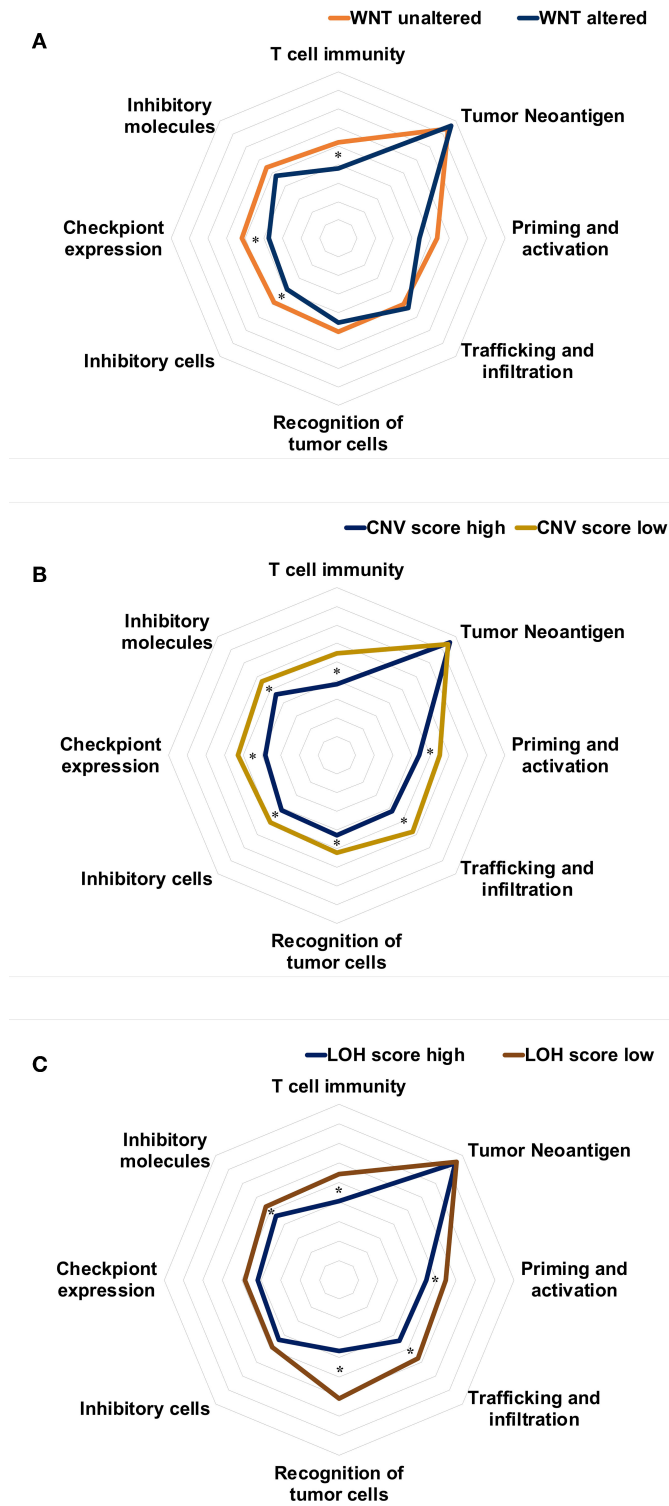 WNT unaltered WNT altered
A
T cell immunity
Inhibitory
molecules
Tumor Neoantigen
*
Checkpiont
expression
*
Priming and
activation
*
Inhibitory cells
Trafficking and
infiltration
Recognition of
tumor cells
CNV score high CNV score low
B
T cell immunity
Inhibitory
molecules
Tumor Neoantigen
*
*
Checkpiont
expression
*
*
Priming and
activation
*
*
*
Inhibitory cells
Trafficking and
infiltration
Recognition of
tumor cells
LOH score high LOH score low
C
T cell immunity
Inhibitory
molecules
Tumor Neoantigen
*
*
Checkpiont
expression
*
Priming and
activation
*
*
Inhibitory cells
Trafficking and
infiltration
Recognition of
tumor cells